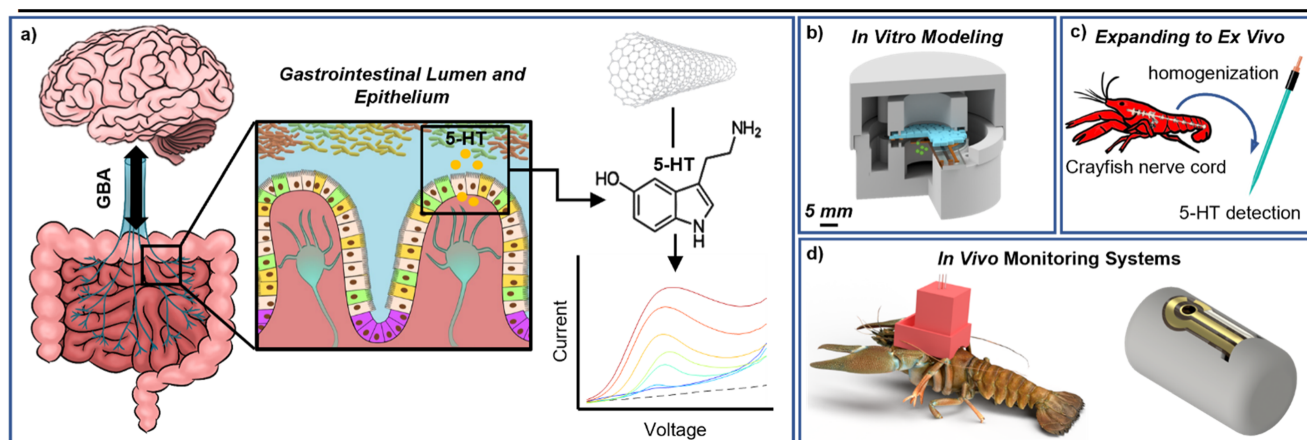 a)
GBA
Gastrointestinal Lumen and
Epithelium
5-HT
5-HT
NH2
HO
N
H
Current
Voltage
b)
In Vitro Modeling
5 mm
c)
Expanding to Ex Vivo
homogenization
Crayfish nerve cord
5-HT detection
d)
In Vivo Monitoring Systems